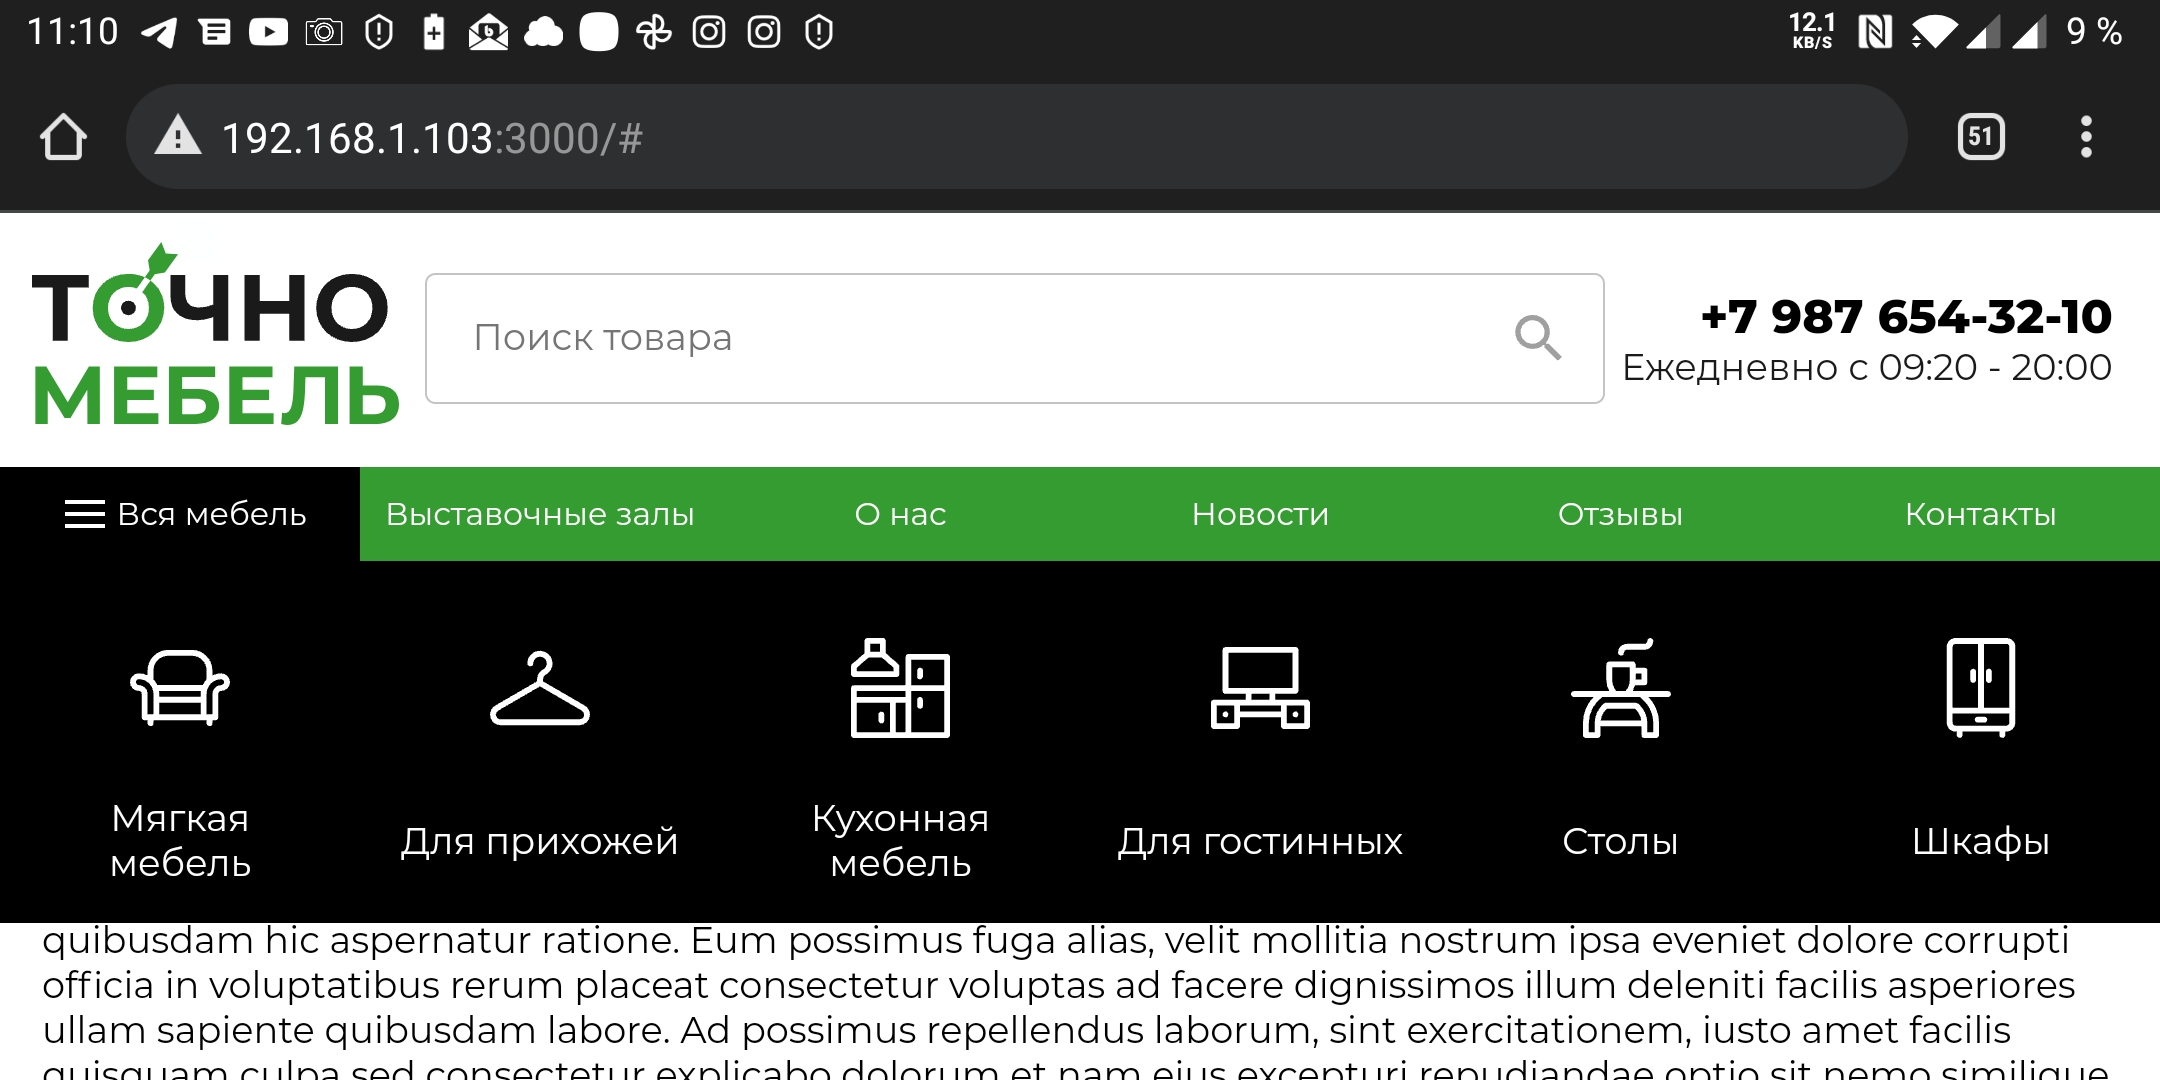 11:10
12.1 KB/S
9 %
192.168.1.103:3000/#
51
ТОЧНО
МЕБЕЛЬ
Поиск товара
+7 987 654-32-10
Ежедневно с 09:20 - 20:00
Вся мебель
Выставочные залы
О нас
Новости
Отзывы
Контакты
Мягкая
мебель
Для прихожей
Кухонная
мебель
Для гостинных
Столы
Шкафы
quibusdam hic aspernatur ratione. Eum possimus fuga alias, velit mollitia nostrum ipsa eveniet dolore corrupti
officia in voluptatibus rerum placeat consectetur voluptas ad facere dignissimos illum deleniti facilis asperiores
ullam sapiente quibusdam labore. Ad possimus repellendus laborum, sint exercitationem, iusto amet facilis
quisquam culpa sed consectetur explicabo dolorum et nam eius excepturi repudiandae optio sit nemo similique